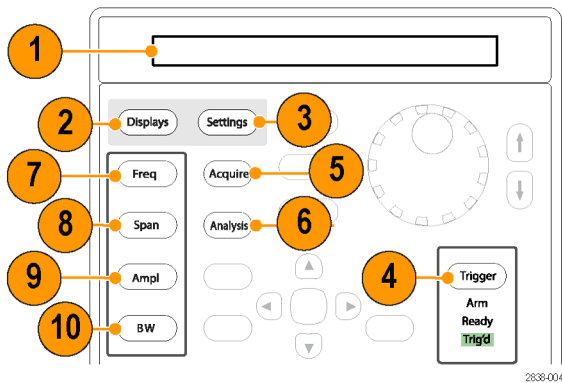 1
2
Displays
Settings
3
7
Freq
Acquire
5
8
Span
Analysis
6
9
Ampl
4
Trigger
Arm
Ready
Trig'd
10
BW
2838-004